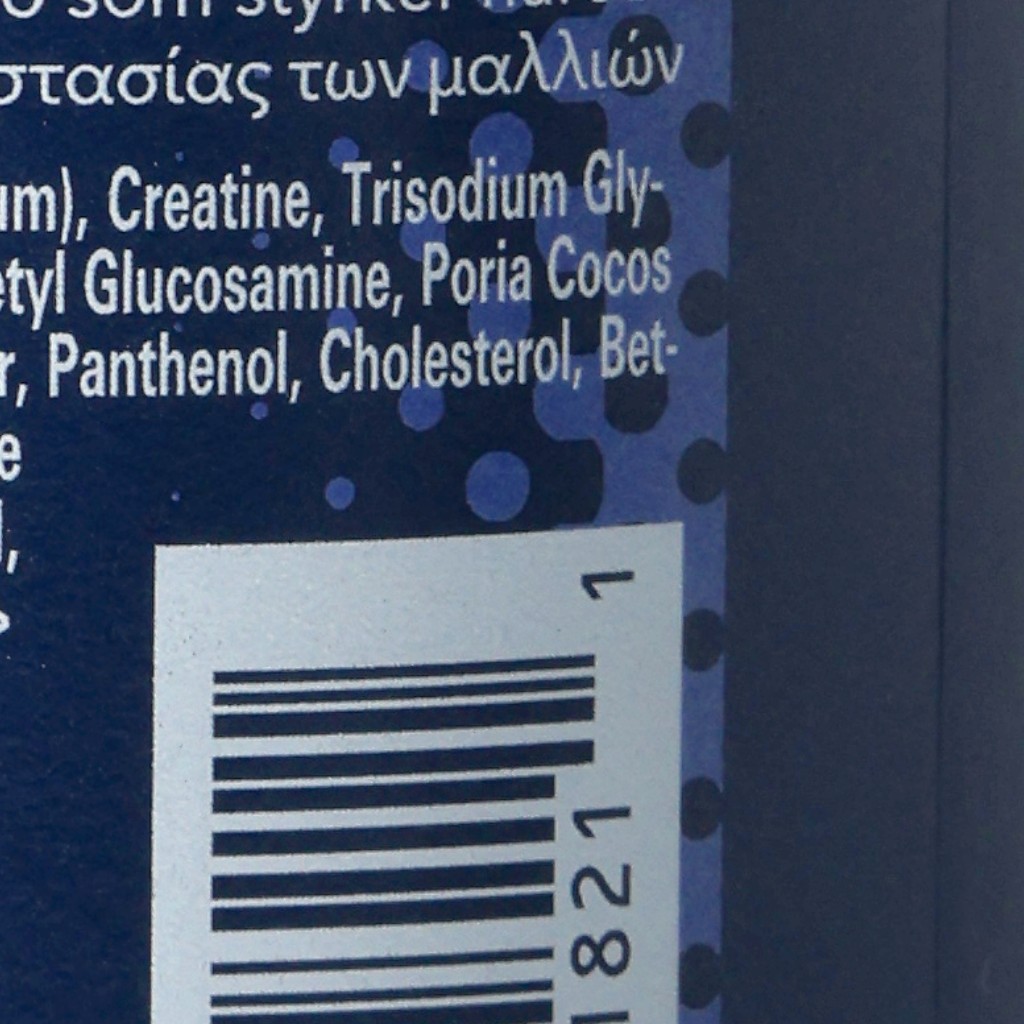 στασίας των μαλλιών
um), Creatine, Trisodium Gly-
etyl Glucosamine, Poria Cocos
r, Panthenol, Cholesterol, Bet-
e
1
821